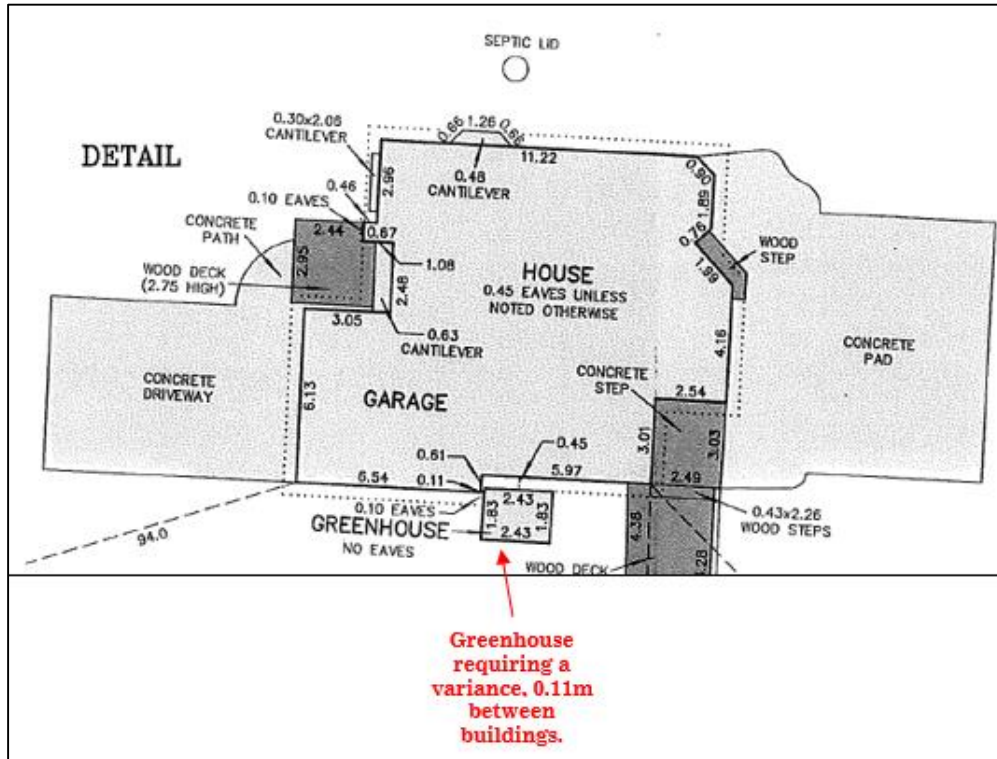 SEPTIC LID
0.30x2.06
CANTILEVER
DETAIL
0.66
1.26
0.66
11.22
0.48
CANTILEVER
2.96
0.46
0.10 EAVES
CONCRETE
PATH
2.44
0.67
2.95
1.08
WOOD DECK
(2.75 HIGH)
2.48
3.05
0.63
CANTILEVER
HOUSE
0.45 EAVES UNLESS
NOTED OTHERWISE
0.90
1.89
0.76
1.99
WOOD
STEP
4.16
CONCRETE
PAD
CONCRETE
DRIVEWAY
6.13
GARAGE
CONCRETE
STEP
2.54
3.01
3.03
0.45
0.61
5.97
6.54
0.11
2.49
0.10 EAVES
2.43
0.43x2.26
WOOD STEPS
GREENHOUSE
1.83
1.83
2.43
NO EAVES
94.0
4.38
WOOD DECK
4.28
Greenhouse
requiring a
variance, 0.11m
between
buildings.